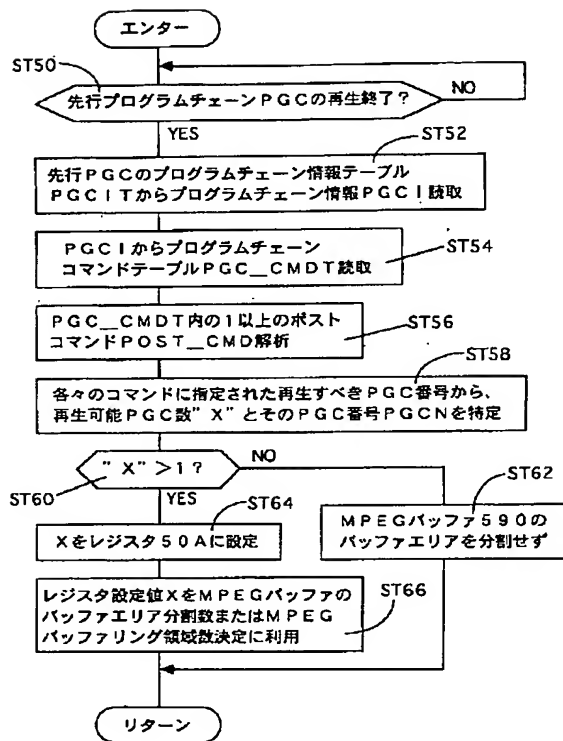 エンター
ST50
先行プログラムチェーンPGCの再生終了?
NO
YES
ST52
先行PGCのプログラムチェーン情報テーブル
PGCITからプログラムチェーン情報PGCI読取
PGCIからプログラムチェーン
コマンドテーブルPGC_CMDT読取
ST54
PGC_CMDT内の1以上のポスト
コマンドPOST_CMD解析
ST56
ST58
各々のコマンドに指定された再生すべきPGC番号から、
再生可能PGC数"X"とそのPGC番号PGCNを特定
"X">1?
NO
ST60
YES
ST62
ST64
Xをレジスタ50Aに設定
MPEGバッファ590の
バッファエリアを分割せず
レジスタ設定値XをMPEGバッファの
バッファエリア分割数またはMPEG
バッファリング領域数決定に利用
ST66
リターン